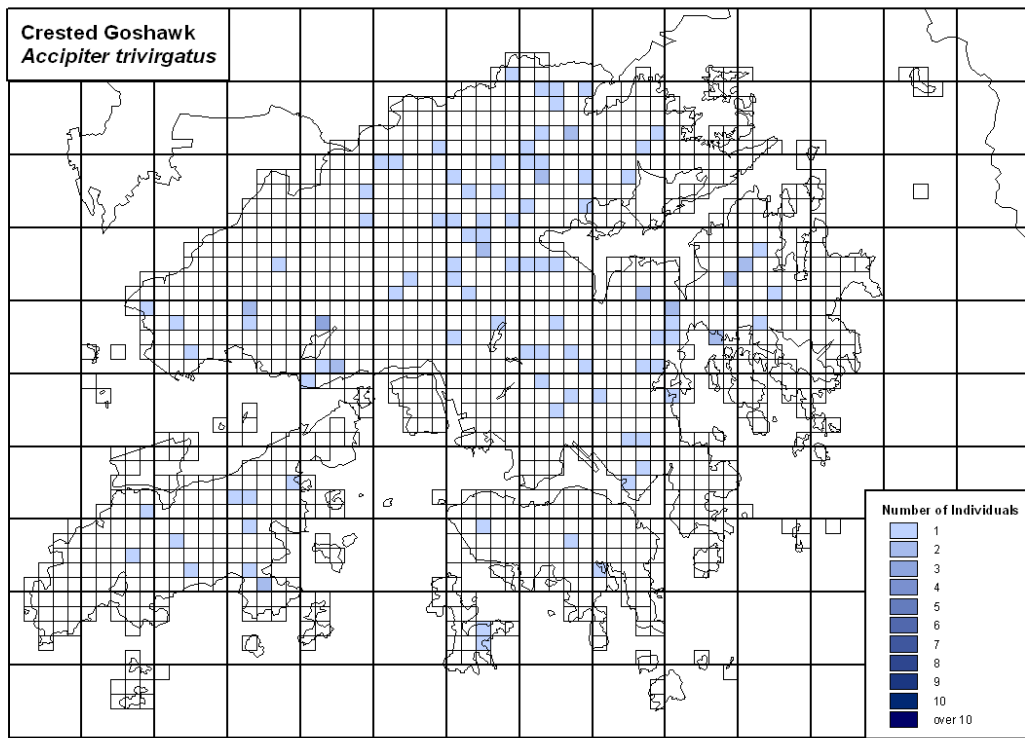 Crested Goshawk
Accipiter trivirgatus
Number of Individuals
1
2
3
4
5
6
7
8
9
10
over 10